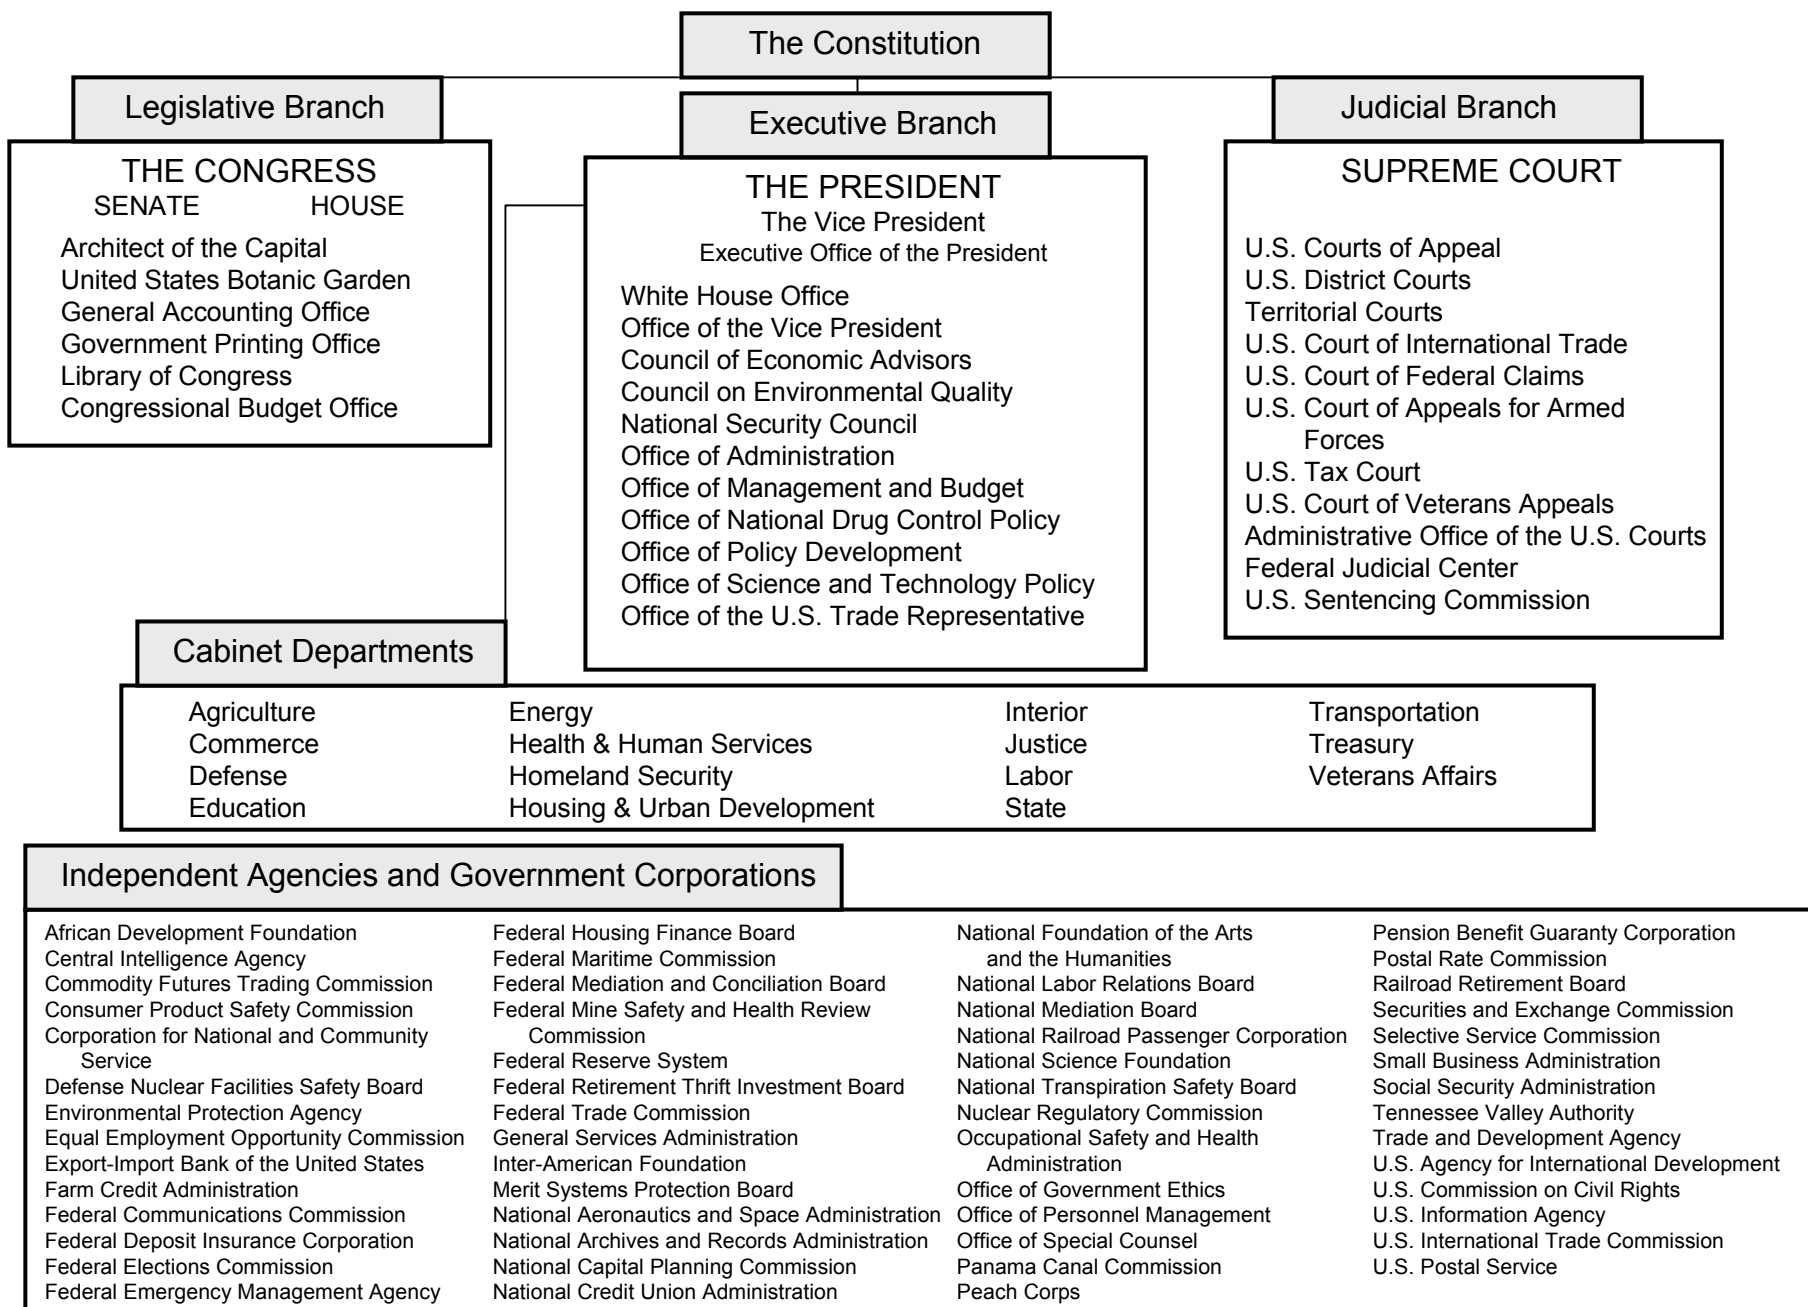 The Constitution
Legislative Branch
THE CONGRESS
SENATE HOUSE
Architect of the Capital
United States Botanic Garden
General Accounting Office
Government Printing Office
Library of Congress
Congressional Budget Office
Executive Branch
THE PRESIDENT
The Vice President
Executive Office of the President
White House Office
Office of the Vice President
Council of Economic Advisors
Council on Environmental Quality
National Security Council
Office of Administration
Office of Management and Budget
Office of National Drug Control Policy
Office of Policy Development
Office of Science and Technology Policy
Office of the U.S. Trade Representative
Judicial Branch
SUPREME COURT
U.S. Courts of Appeal
U.S. District Courts
Territorial Courts
U.S. Court of International Trade
U.S. Court of Federal Claims
U.S. Court of Appeals for Armed
Forces
U.S. Tax Court
U.S. Court of Veterans Appeals
Administrative Office of the U.S. Courts
Federal Judicial Center
U.S. Sentencing Commission
Cabinet Departments
Agriculture
Commerce
Defense
Education
Energy
Health & Human Services
Homeland Security
Housing & Urban Development
Interior
Justice
Labor
State
Transportation
Treasury
Veterans Affairs
Independent Agencies and Government Corporations
African Development Foundation
Central Intelligence Agency
Commodity Futures Trading Commission
Consumer Product Safety Commission
Corporation for National and Community
Service
Defense Nuclear Facilities Safety Board
Environmental Protection Agency
Equal Employment Opportunity Commission
Export-Import Bank of the United States
Farm Credit Administration
Federal Communications Commission
Federal Deposit Insurance Corporation
Federal Elections Commission
Federal Emergency Management Agency
Federal Housing Finance Board
Federal Maritime Commission
Federal Mediation and Conciliation Board
Federal Mine Safety and Health Review
Commission
Federal Reserve System
Federal Retirement Thrift Investment Board
Federal Trade Commission
General Services Administration
Inter-American Foundation
Merit Systems Protection Board
National Aeronautics and Space Administration
National Archives and Records Administration
National Capital Planning Commission
National Credit Union Administration
National Foundation of the Arts
and the Humanities
National Labor Relations Board
National Mediation Board
National Railroad Passenger Corporation
National Science Foundation
National Transpiration Safety Board
Nuclear Regulatory Commission
Occupational Safety and Health
Administration
Office of Government Ethics
Office of Personnel Management
Office of Special Counsel
Panama Canal Commission
Peach Corps
Pension Benefit Guaranty Corporation
Postal Rate Commission
Railroad Retirement Board
Securities and Exchange Commission
Selective Service Commission
Small Business Administration
Social Security Administration
Tennessee Valley Authority
Trade and Development Agency
U.S. Agency for International Development
U.S. Commission on Civil Rights
U.S. Information Agency
U.S. International Trade Commission
U.S. Postal Service